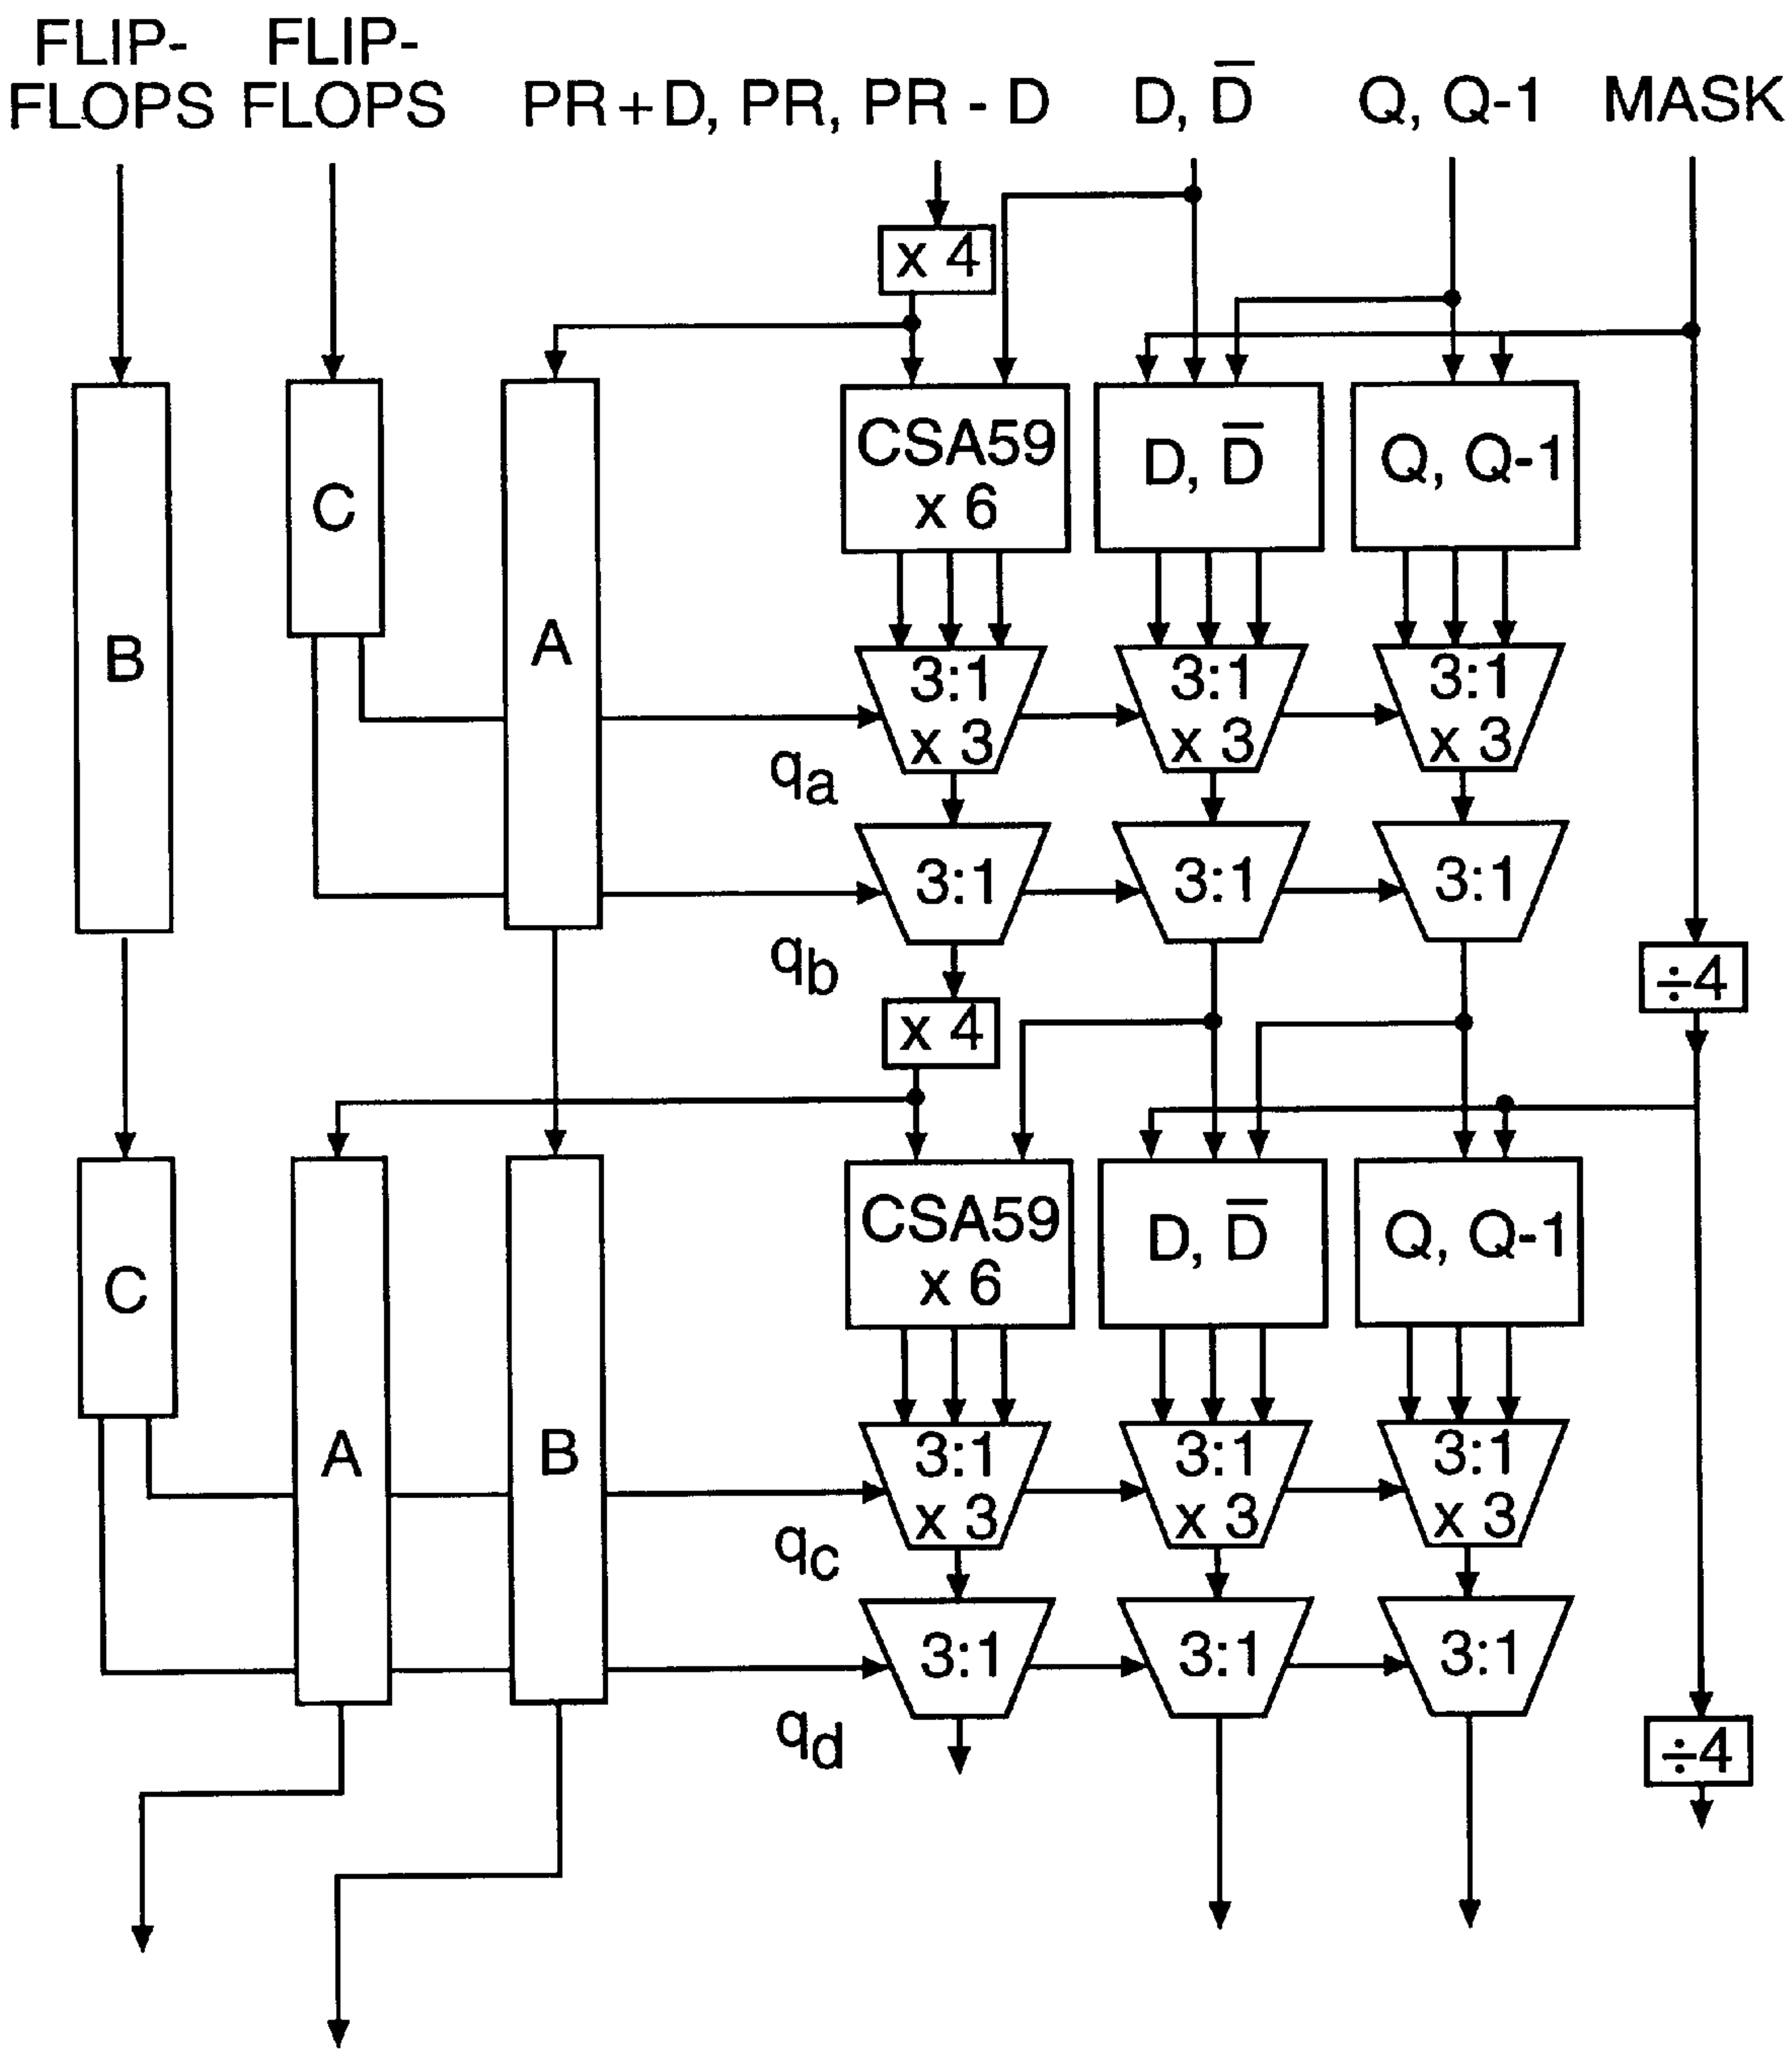 FLIP-
FLOPS
FLIP-
FLOPS
PR + D, PR, PR - D
D, D̅
Q, Q-1
MASK
x 4
B
C
A
CSA59
x 6
D, D̅
Q, Q-1
3:1
x 3
3:1
x 3
3:1
x 3
qa
3:1
3:1
3:1
qb
÷4
x 4
C
A
B
CSA59
x 6
D, D̅
Q, Q-1
3:1
x 3
3:1
x 3
3:1
x 3
qc
3:1
3:1
3:1
qd
÷4